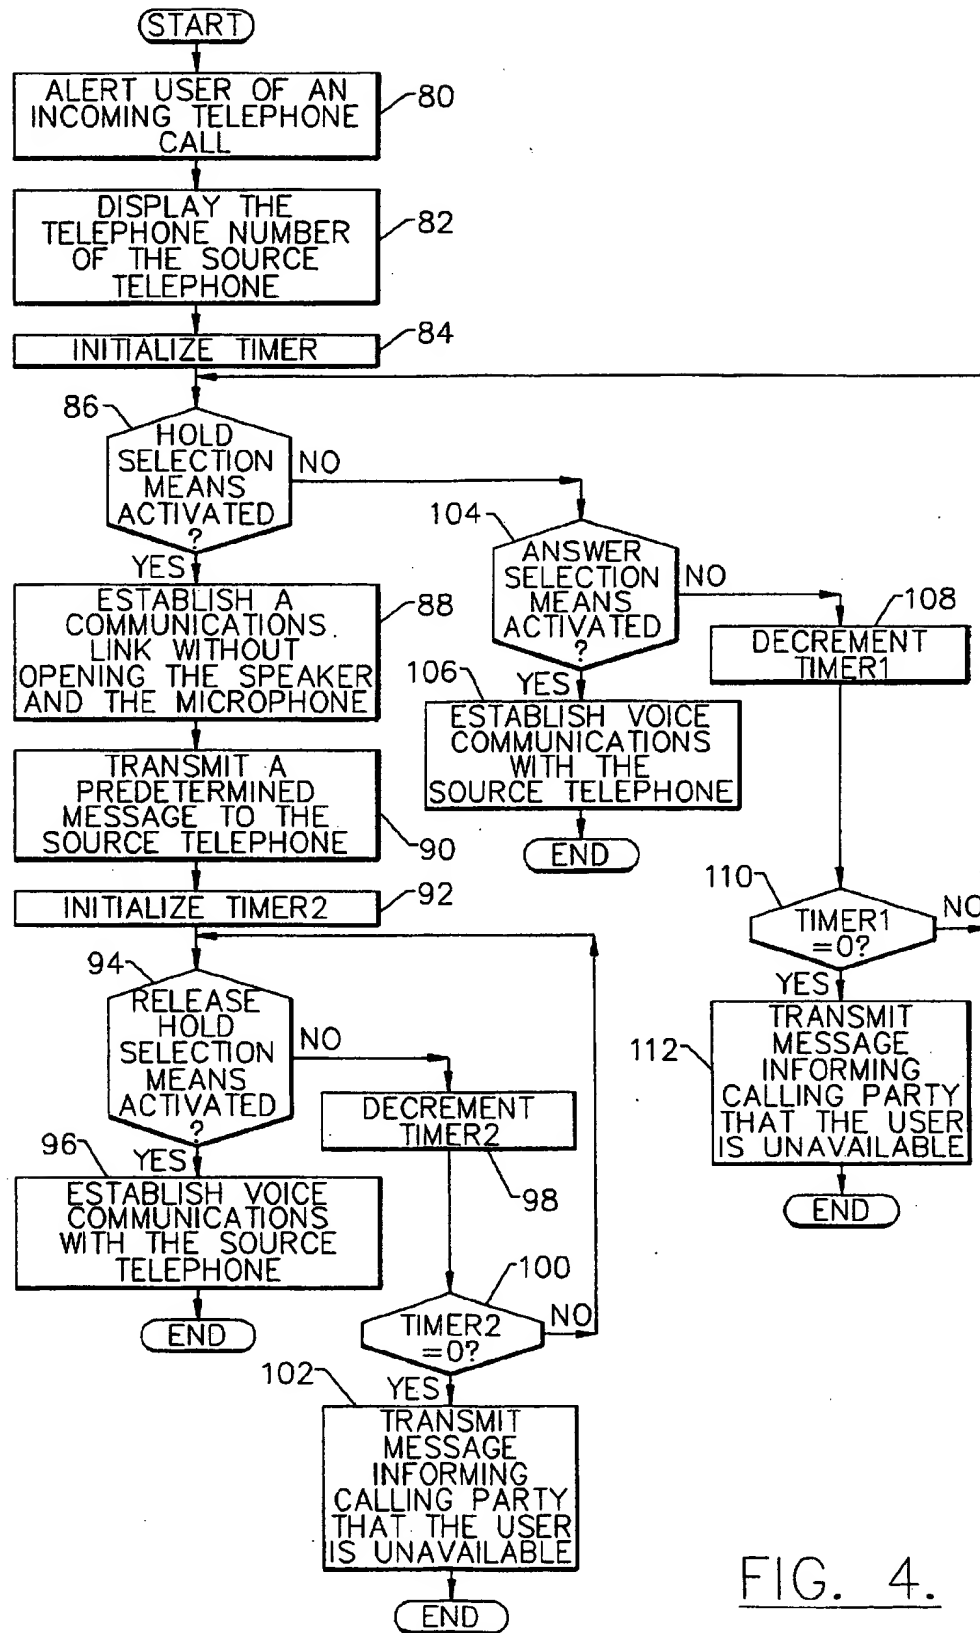 START
ALERT USER OF AN
INCOMING TELEPHONE
CALL
80
DISPLAY THE
TELEPHONE NUMBER
OF THE SOURCE
TELEPHONE
82
INITIALIZE TIMER
84
86
HOLD
SELECTION
MEANS
ACTIVATED
?
NO
YES
ESTABLISH A
COMMUNICATIONS
LINK WITHOUT
OPENING THE SPEAKER
AND THE MICROPHONE
88
TRANSMIT A
PREDETERMINED
MESSAGE TO THE
SOURCE TELEPHONE
90
INITIALIZE TIMER2
92
94
RELEASE
HOLD
SELECTION
MEANS
ACTIVATED
?
NO
YES
96
ESTABLISH VOICE
COMMUNICATIONS
WITH THE SOURCE
TELEPHONE
END
DECREMENT
TIMER2
98
100
TIMER2
=0?
NO
YES
102
TRANSMIT
MESSAGE
INFORMING
CALLING PARTY
THAT THE USER
IS UNAVAILABLE
END
104
ANSWER
SELECTION
MEANS
ACTIVATED
?
NO
YES
106
ESTABLISH VOICE
COMMUNICATIONS
WITH THE
SOURCE TELEPHONE
END
108
DECREMENT
TIMER1
110
TIMER1
=0?
NO
YES
112
TRANSMIT
MESSAGE
INFORMING
CALLING PARTY
THAT THE USER
IS UNAVAILABLE
END
FIG. 4.